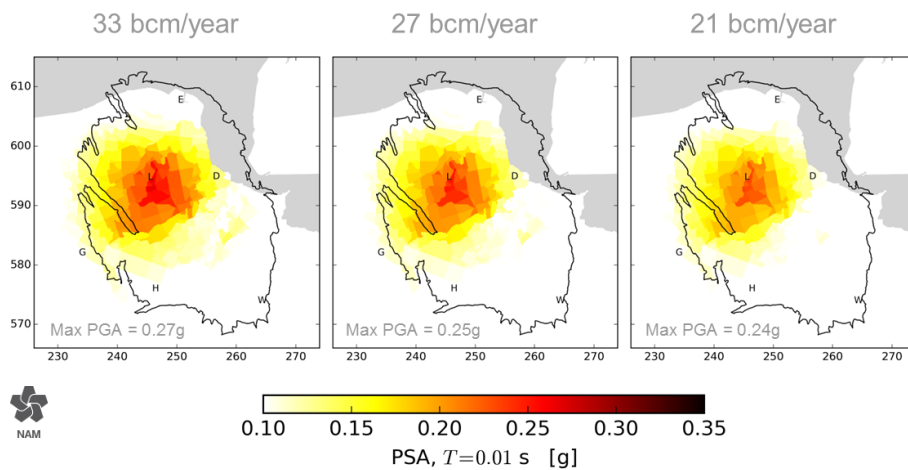 33 bcm/year 27 bcm/year 21 bcm/year
610
600
590
580
570
E
L
D
G
H
W
Max PGA = 0.27g
E
L
D
G
H
W
Max PGA = 0.25g
E
L
D
G
H
W
Max PGA = 0.24g
230 240 250 260 270
230 240 250 260 270
230 240 250 260 270
NAM
0.10 0.15 0.20 0.25 0.30 0.35
PSA, T=0.01 s [g]